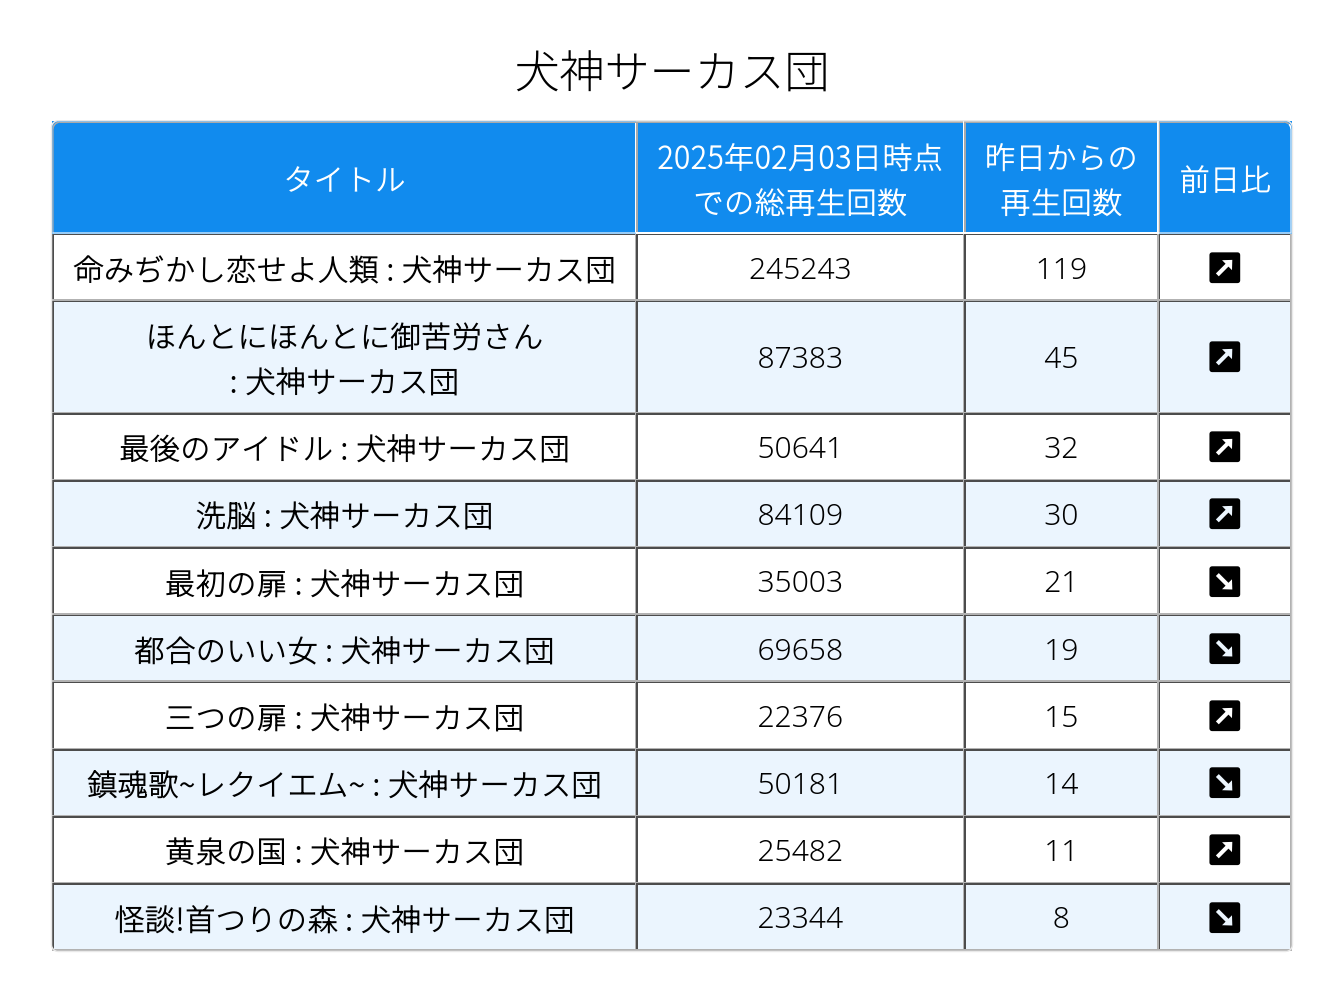 犬神サーカス団
タイトル
2025年02月03日時点
での総再生回数
昨日からの
再生回数
前日比
命みぢかし恋せよ人類 : 犬神サーカス団
245243
119
ほんとにほんとに御苦労さん
: 犬神サーカス団
87383
45
最後のアイドル : 犬神サーカス団
50641
32
洗脳 : 犬神サーカス団
84109
30
最初の扉 : 犬神サーカス団
35003
21
都合のいい女 : 犬神サーカス団
69658
19
三つの扉 : 犬神サーカス団
22376
15
鎮魂歌~レクイエム~ : 犬神サーカス団
50181
14
黄泉の国 : 犬神サーカス団
25482
11
怪談!首つりの森 : 犬神サーカス団
23344
8